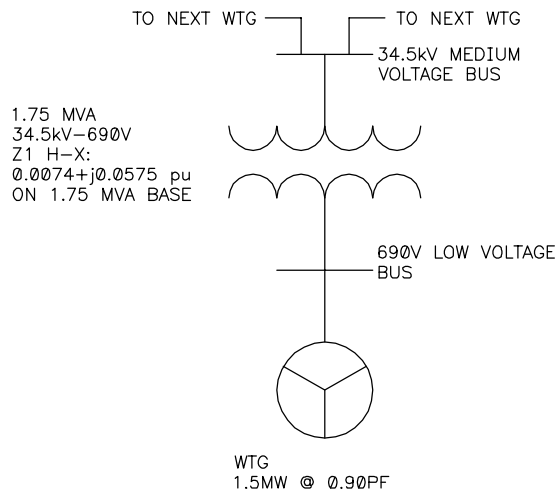 TO NEXT WTG
TO NEXT WTG
34.5kV MEDIUM
VOLTAGE BUS
1.75 MVA
34.5kV-690V
Z1 H-X:
0.0074+j0.0575 pu
ON 1.75 MVA BASE
690V LOW VOLTAGE
BUS
WTG
1.5MW @ 0.90PF